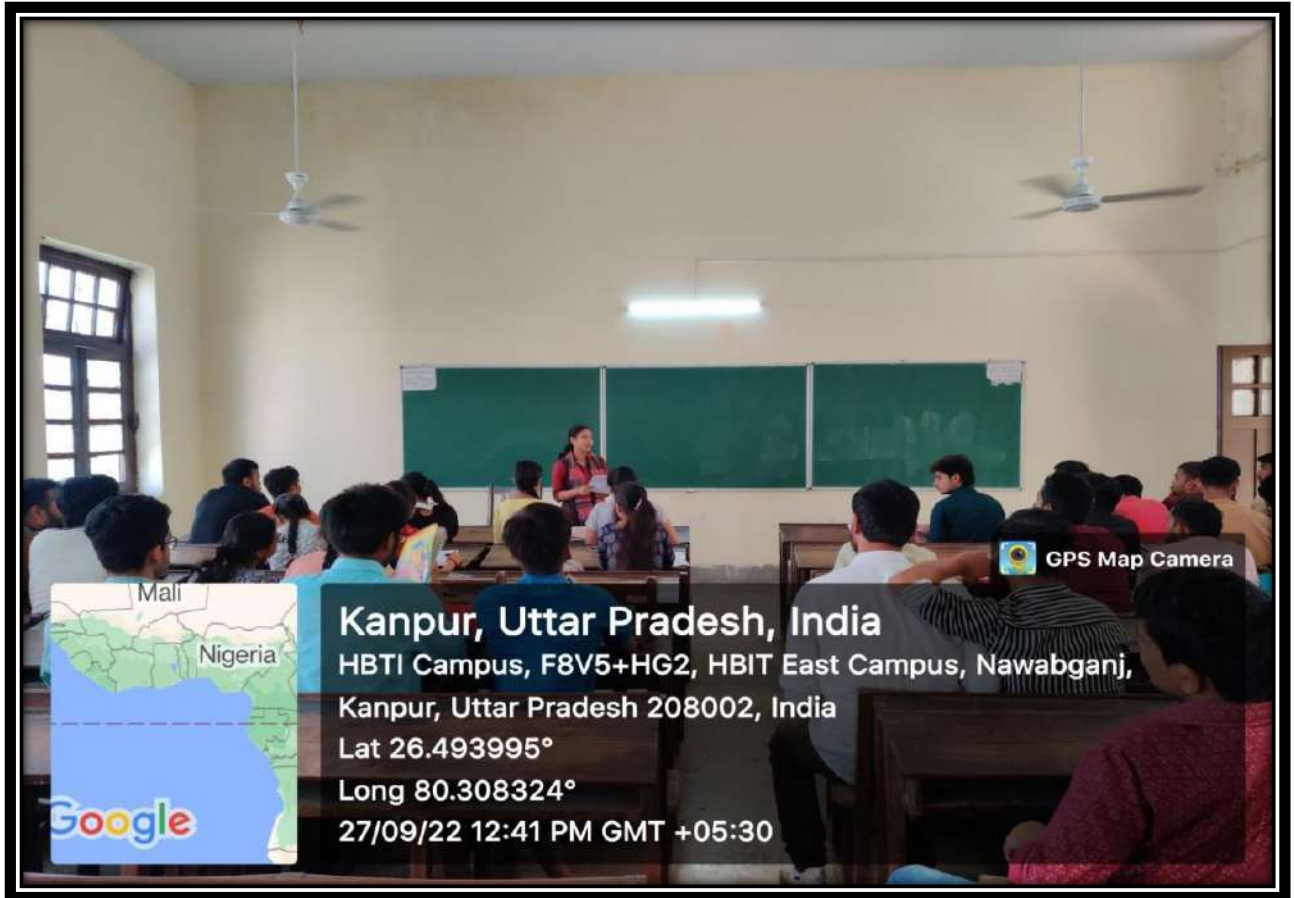 GPS Map Camera
Mali
Nigeria
Google
Kanpur, Uttar Pradesh, India
HBTI Campus, F8V5+HG2, HBIT East Campus, Nawabganj,
Kanpur, Uttar Pradesh 208002, India
Lat 26.493995°
Long 80.308324°
27/09/22 12:41 PM GMT +05:30